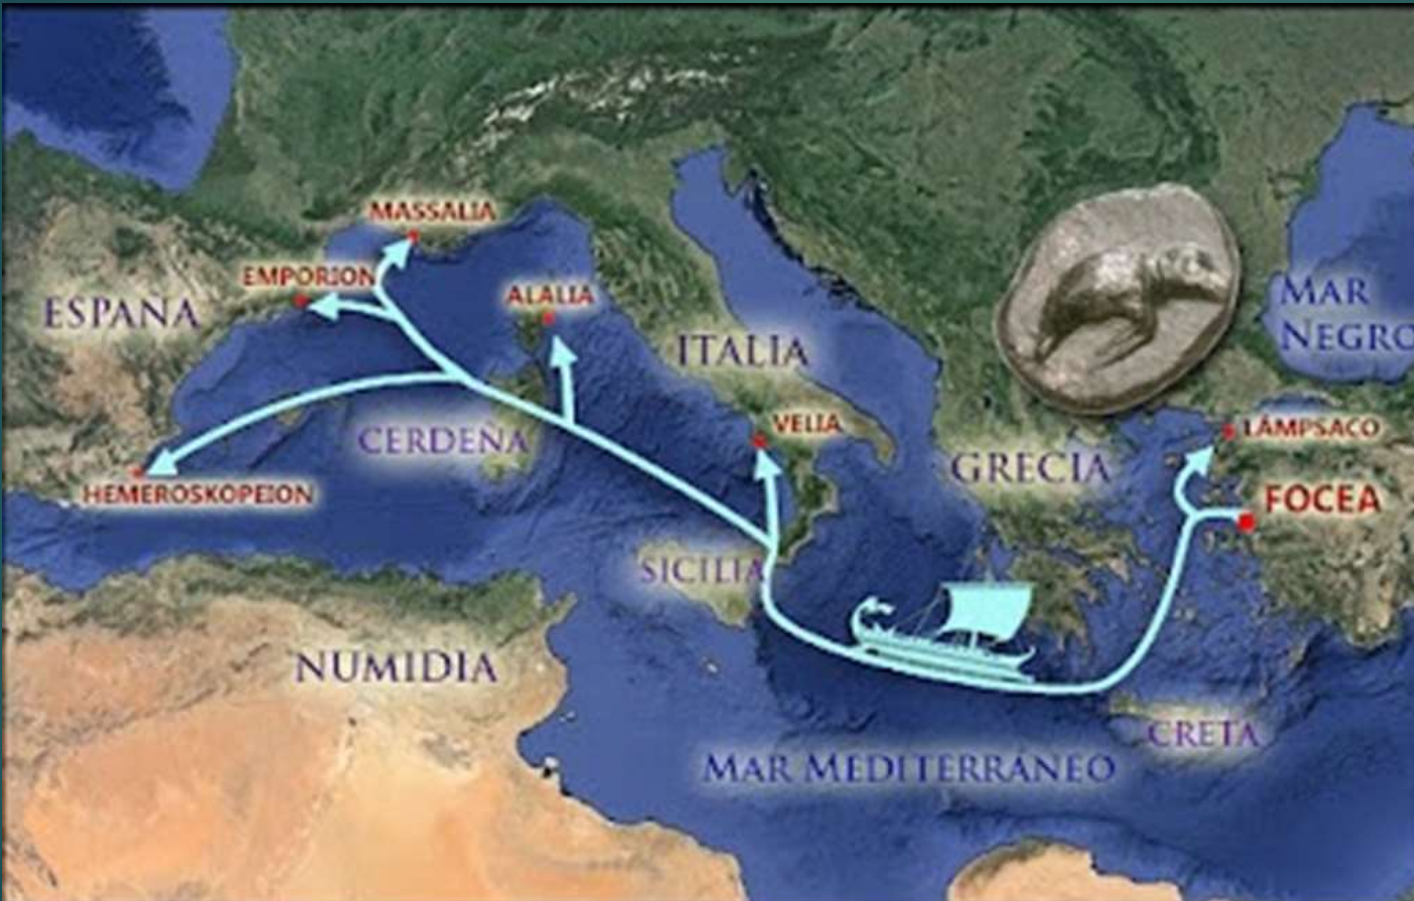 MASSALIA
EMPORION
ALALIA
ESPAÑA
MAR
NEGRO
ITALIA
VELIA
LÁMPSACO
CERDEÑA
GRECIA
HEMEROSKOPEION
FOCEA
SICILIA
NUMIDIA
CRETA
MAR MEDITERRÁNEO